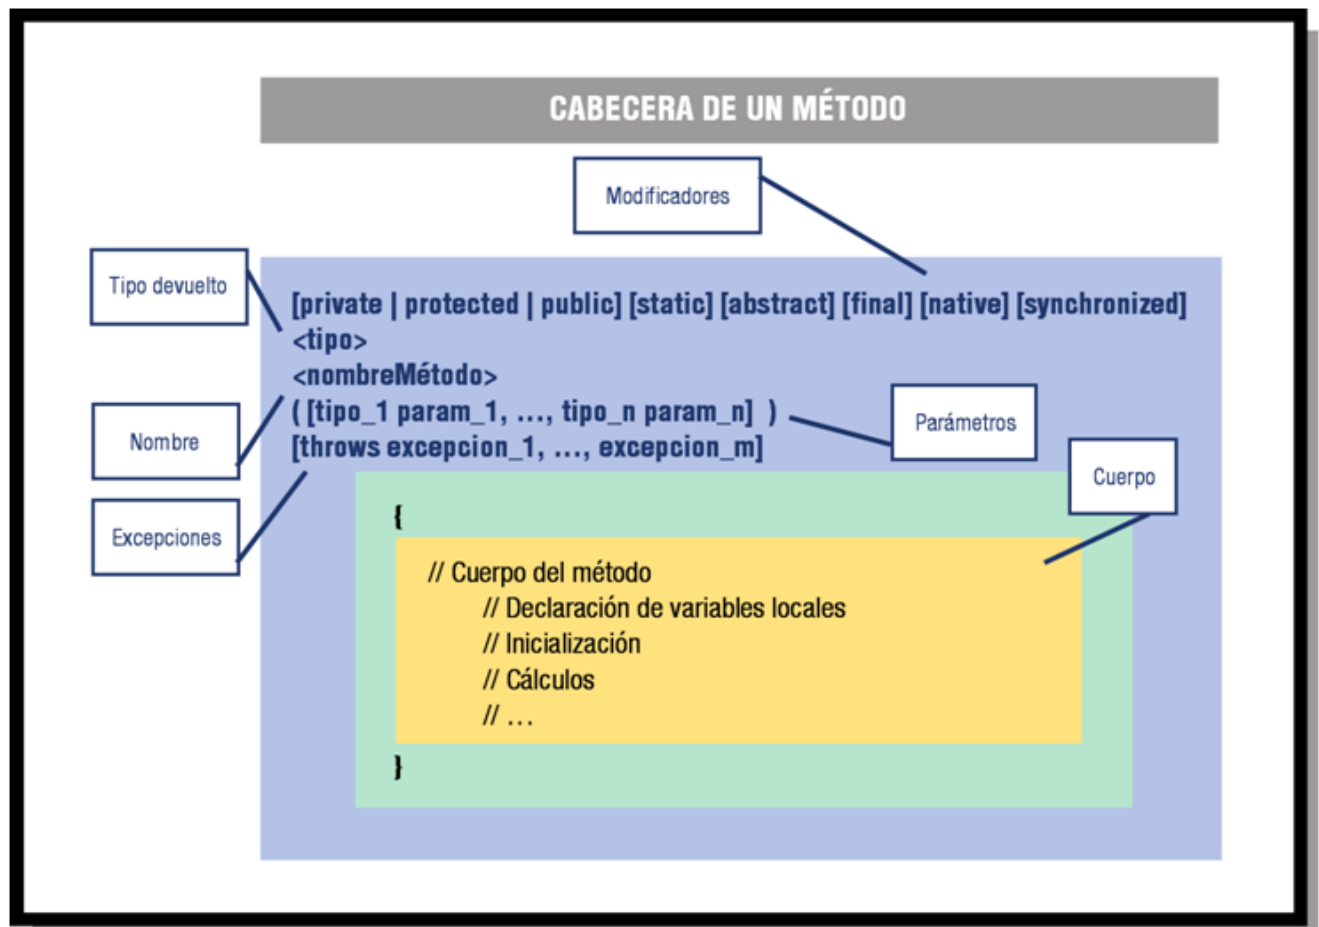 CABECERA DE UN MÉTODO
Modificadores
Tipo devuelto
[private | protected | public] [static] [abstract] [final] [native] [synchronized]
<tipo>
<nombreMétodo>
( [tipo_1 param_1, ..., tipo_n param_n] )
[throws excepcion_1, ..., excepcion_m]
Parámetros
Nombre
Cuerpo
Excepciones
{
// Cuerpo del método
// Declaración de variables locales
// Inicialización
// Cálculos
// ...
}